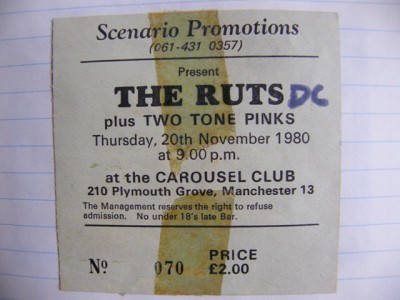 Scenario Promotions
(061-431 0357)
Present
THE RUTS DC
plus TWO TONE PINKS
Thursday, 20th November 1980
at 9.00 p.m.
at the CAROUSEL CLUB
210 Plymouth Grove, Manchester 13
The Management reserves the right to refuse
admission. No under 18's late Bar.
Nº 070 PRICE
£2.00